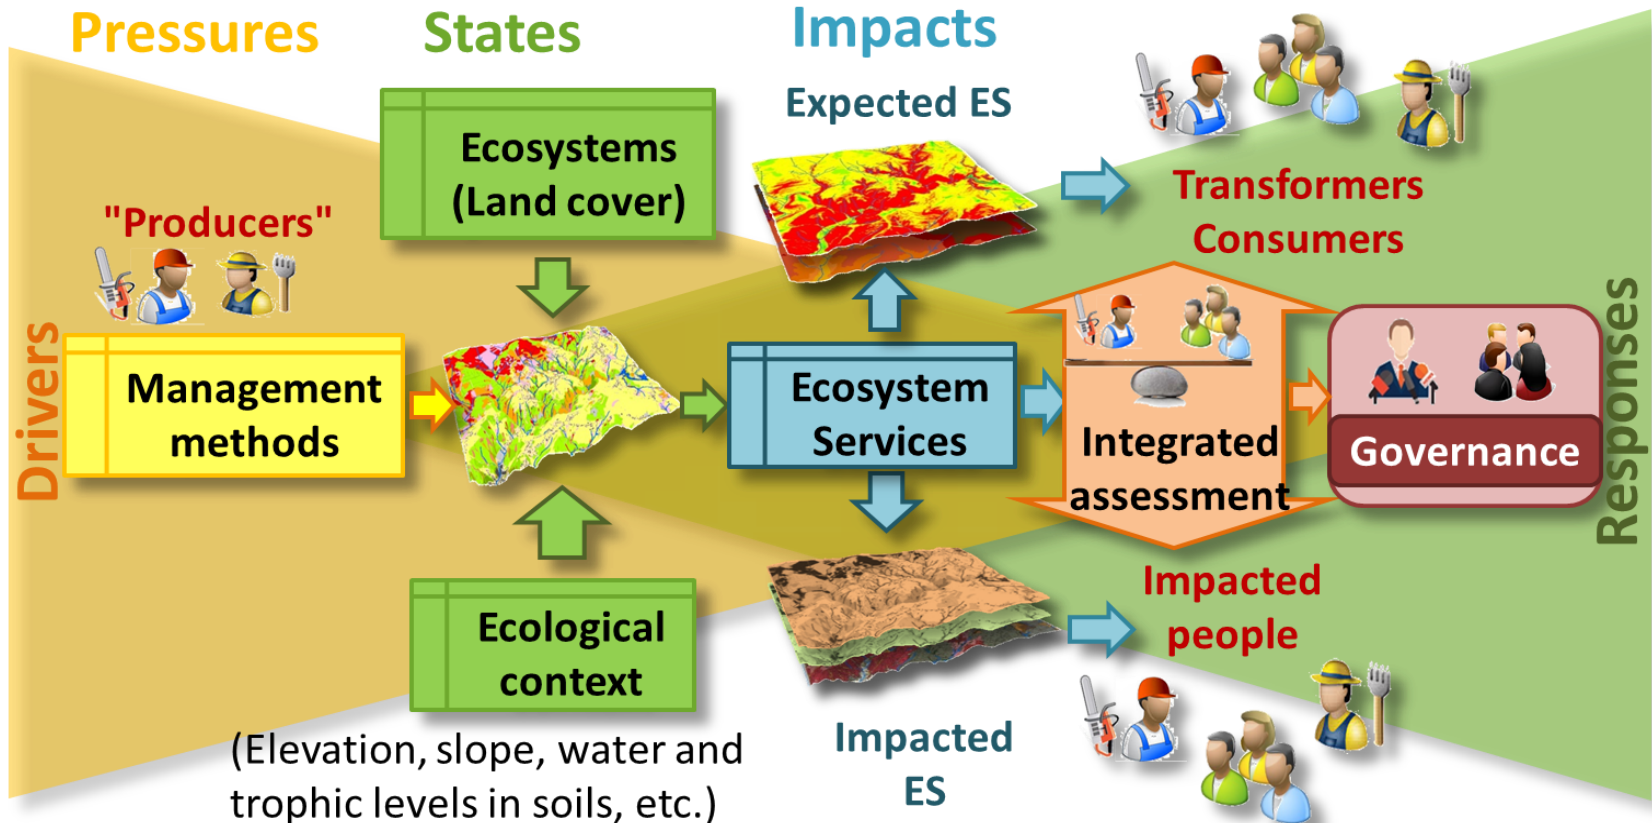 Pressures
States
Impacts
Expected ES
Ecosystems
(Land cover)
"Producers"
Transformers
Consumers
Drivers
Management
methods
Ecosystem
Services
Integrated
assessment
Governance
Responses
Ecological
context
Impacted
people
(Elevation, slope, water and
trophic levels in soils, etc.)
Impacted
ES